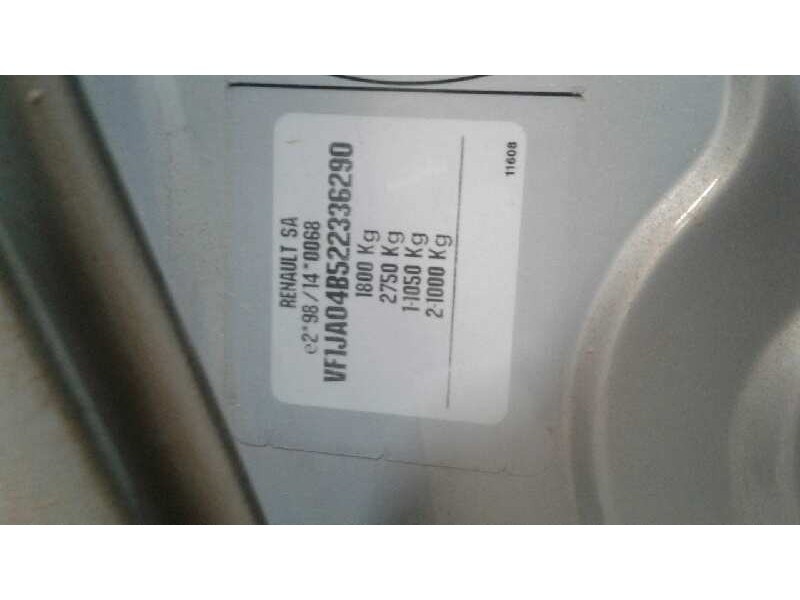 RENAULT SA
e2*98/14*0068
VF1JA04B522336290
1800 Kg
2750 Kg
1-1050 Kg
2-1000 Kg
11608